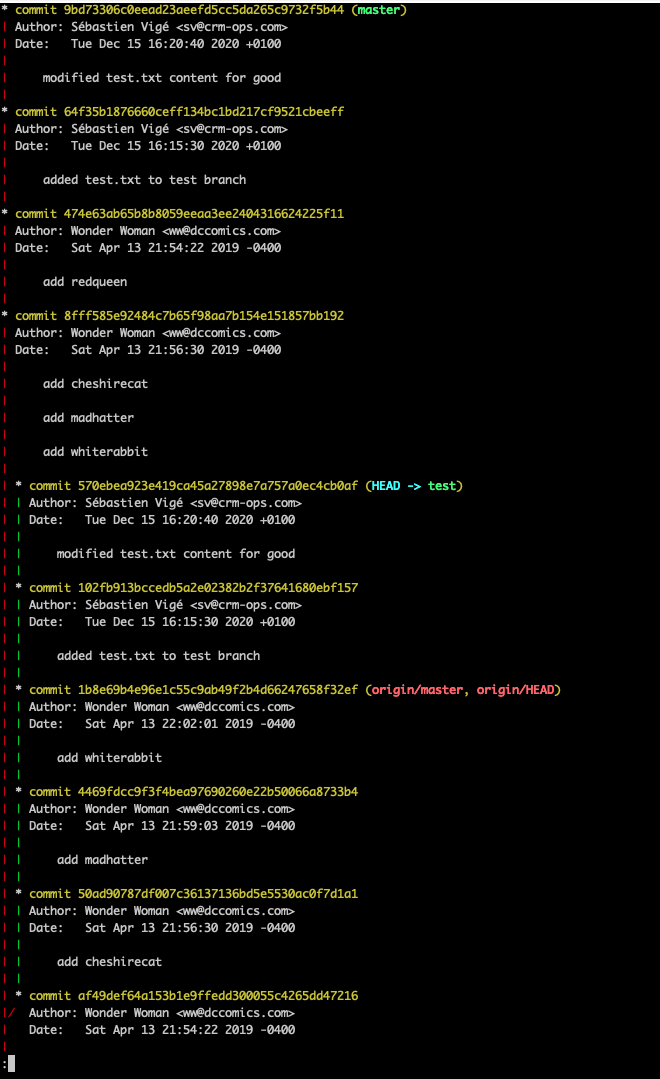 * commit 9bd73306c0eead23aeefd5cc5da265c9732f5b44 (master)
| Author: Sébastien Vigé <sv@crm-ops.com>
| Date:   Tue Dec 15 16:20:40 2020 +0100
|
|     modified test.txt content for good
|
* commit 64f35b1876660ceff134bc1bd217cf9521cbeeff
| Author: Sébastien Vigé <sv@crm-ops.com>
| Date:   Tue Dec 15 16:15:30 2020 +0100
|
|     added test.txt to test branch
|
* commit 474e63ab65b8b8059eeaa3ee2404316624225f11
| Author: Wonder Woman <ww@dccomics.com>
| Date:   Sat Apr 13 21:54:22 2019 -0400
|
|     add redqueen
|
* commit 8fff585e92484c7b65f98aa7b154e151857bb192
| Author: Wonder Woman <ww@dccomics.com>
| Date:   Sat Apr 13 21:56:30 2019 -0400
|
|     add cheshirecat
|
|     add madhatter
|
|     add whiterabbit
|
| * commit 570ebea923e419ca45a27898e7a757a0ec4cb0af (HEAD -> test)
| | Author: Sébastien Vigé <sv@crm-ops.com>
| | Date:   Tue Dec 15 16:20:40 2020 +0100
| |
| |     modified test.txt content for good
| |
| * commit 102fb913bccedb5a2e02382b2f37641680ebf157
| | Author: Sébastien Vigé <sv@crm-ops.com>
| | Date:   Tue Dec 15 16:15:30 2020 +0100
| |
| |     added test.txt to test branch
| |
| * commit 1b8e69b4e96e1c55c9ab49f2b4d66247658f32ef (origin/master, origin/HEAD)
| | Author: Wonder Woman <ww@dccomics.com>
| | Date:   Sat Apr 13 22:02:01 2019 -0400
| |
| |     add whiterabbit
| |
| * commit 4469fdcc9f3f4bea97690260e22b50066a8733b4
| | Author: Wonder Woman <ww@dccomics.com>
| | Date:   Sat Apr 13 21:59:03 2019 -0400
| |
| |     add madhatter
| |
| * commit 50ad90787df007c36137136bd5e5530ac0f7d1a1
| | Author: Wonder Woman <ww@dccomics.com>
| | Date:   Sat Apr 13 21:56:30 2019 -0400
| |
| |     add cheshirecat
| |
| * commit af49def64a153b1e9ffedd300055c4265dd47216
|/  Author: Wonder Woman <ww@dccomics.com>
|   Date:   Sat Apr 13 21:54:22 2019 -0400
|
: